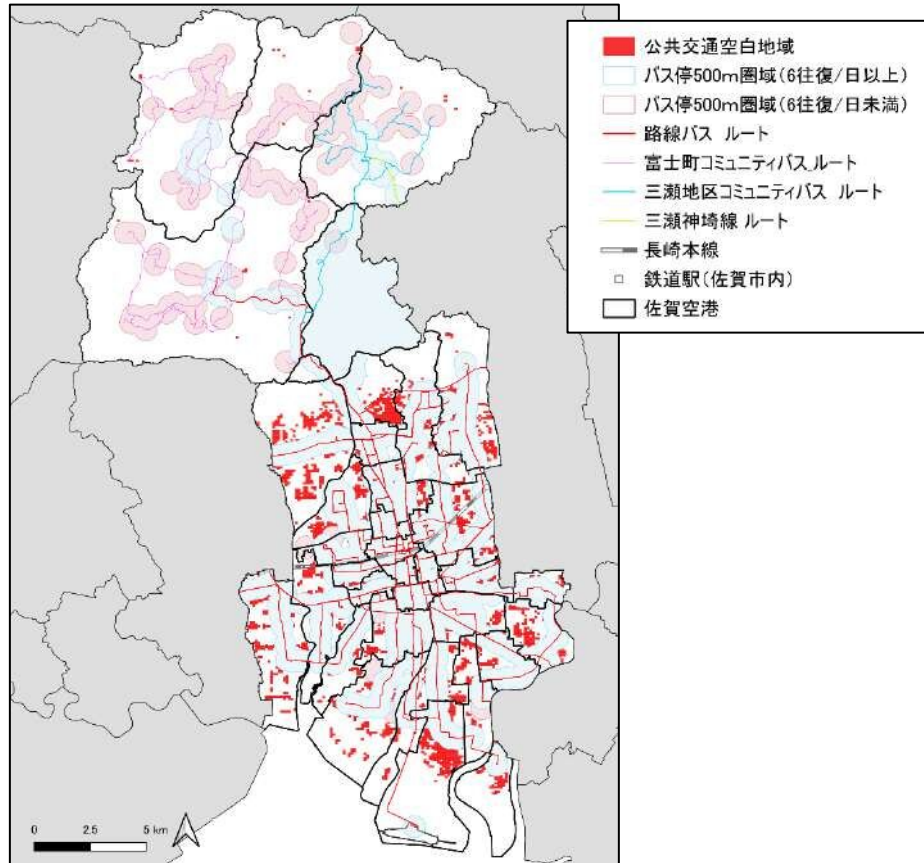 公共交通空白地域
バス停500m圏域(6往復/日以上)
バス停500m圏域(6往復/日未満)
路線バス ルート
富士町コミュニティバス_ルート
三瀬地区コミュニティバス ルート
三瀬神埼線 ルート
長崎本線
鉄道駅(佐賀市内)
佐賀空港
0 2.5 5 km